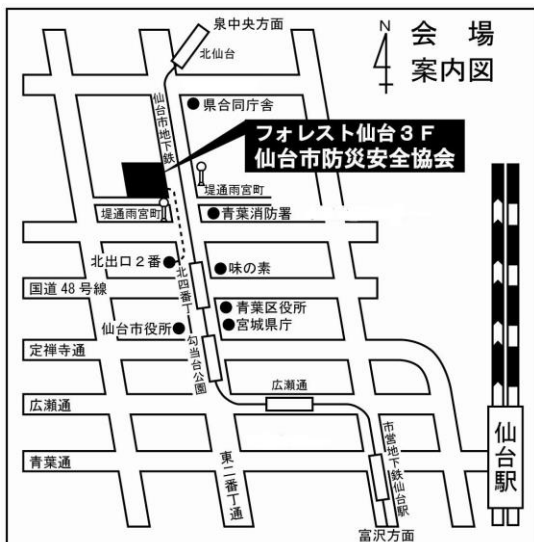 泉中央方面
北仙台
N
会場
案内図
仙台市地下鉄
県合同庁舎
フォレスト仙台3F
仙台市防災安全協会
堤通雨宮町
堤通雨宮町
青葉消防署
北出口2番
味の素
国道48号線
北四番丁
青葉区役所
宮城県庁
仙台市役所
定禅寺通
勾当台公園
広瀬通
広瀬通
市営地下鉄仙台駅
仙台駅
青葉通
東二番丁通
富沢方面